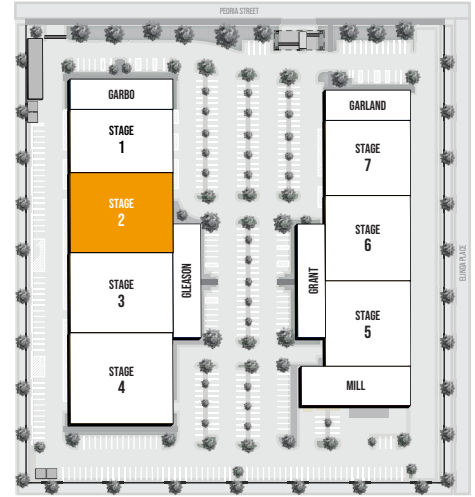 PEORIA STREET
GARBO
STAGE
1
STAGE
2
STAGE
3
STAGE
4
GLEASON
GARLAND
STAGE
7
STAGE
6
STAGE
5
GRANT
MILL
ELINDA PLACE